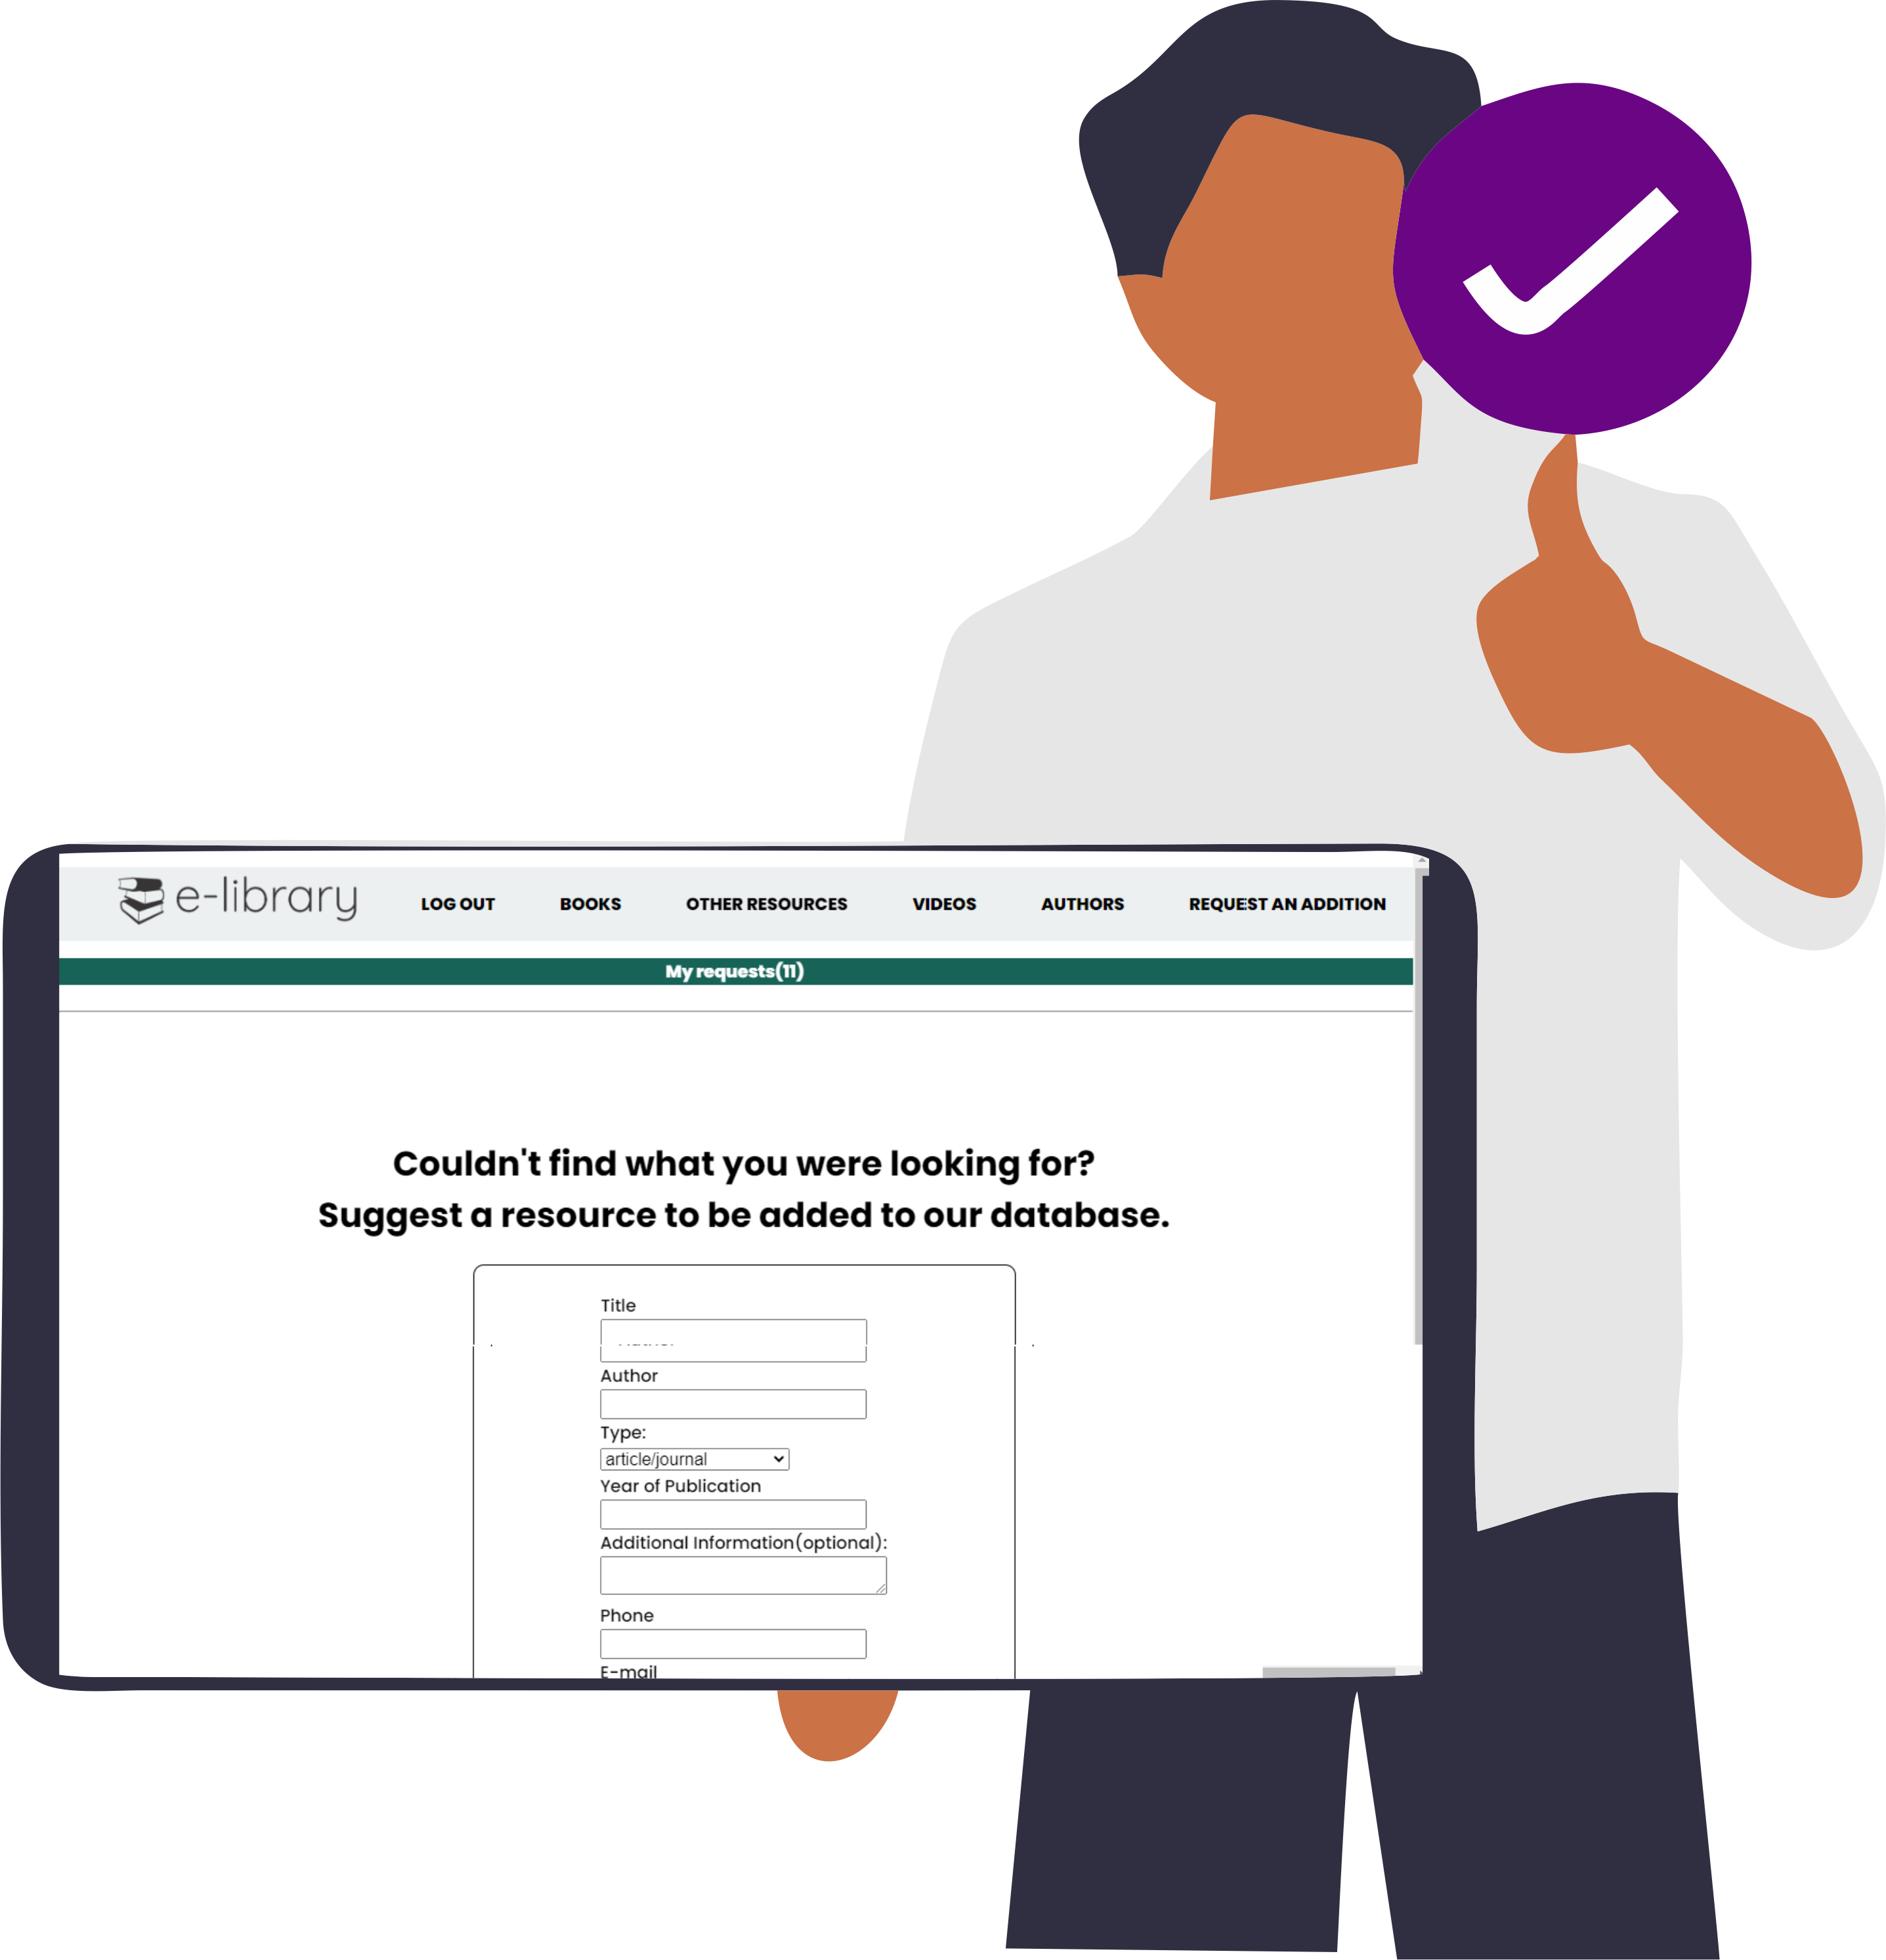 e-library
LOG OUT BOOKS OTHER RESOURCES VIDEOS AUTHORS REQUEST AN ADDITION
My requests(11)
Couldn't find what you were looking for?
Suggest a resource to be added to our database.
Title
Author
Type:
article/journal
Year of Publication
Additional Information(optional):
Phone
E-mail